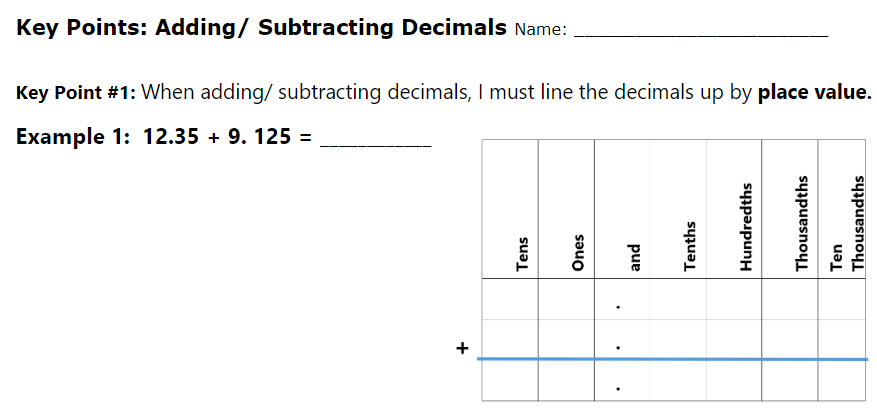 Key Points: Adding/ Subtracting Decimals Name: ___________________________
Key Point #1: When adding/ subtracting decimals, I must line the decimals up by place value.
Example 1: 12.35 + 9. 125 = ____________
Tens
Ones
and
Tenths
Hundredths
Thousandths
Ten
Thousandths
.
+ .
.